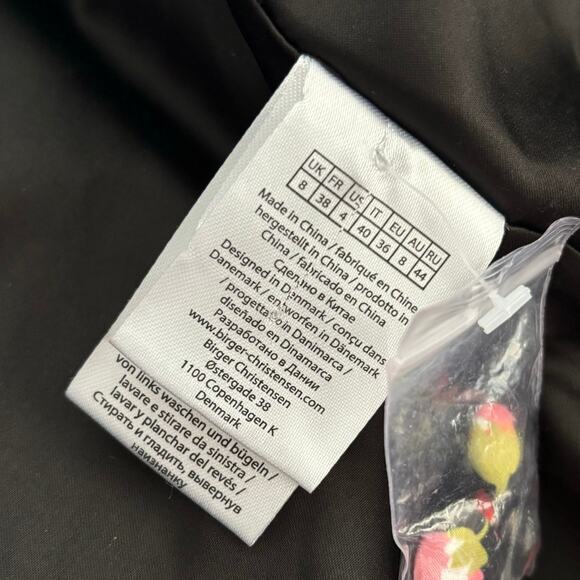 UK FR US IT EU AU RU
8 38 4 40 36 8 44
Made in China / fabriqué en Chine
hergestellt in China / prodotto in
China / fabricado en China
Сделано в Китае
Designed in Denmark / conçu dans
Danemark / entworfen in Dänemark
/ progettato in Danimarca /
diseñado en Dinamarca
Разработано в Дании
www.birger-christensen.com
Birger Christensen
Østergade 38
1100 Copenhagen K
Denmark
von links waschen und bügeln /
lavare e stirare da sinistra /
lavar y planchar del revés /
Стирать и гладить, вывернув
наизнанку